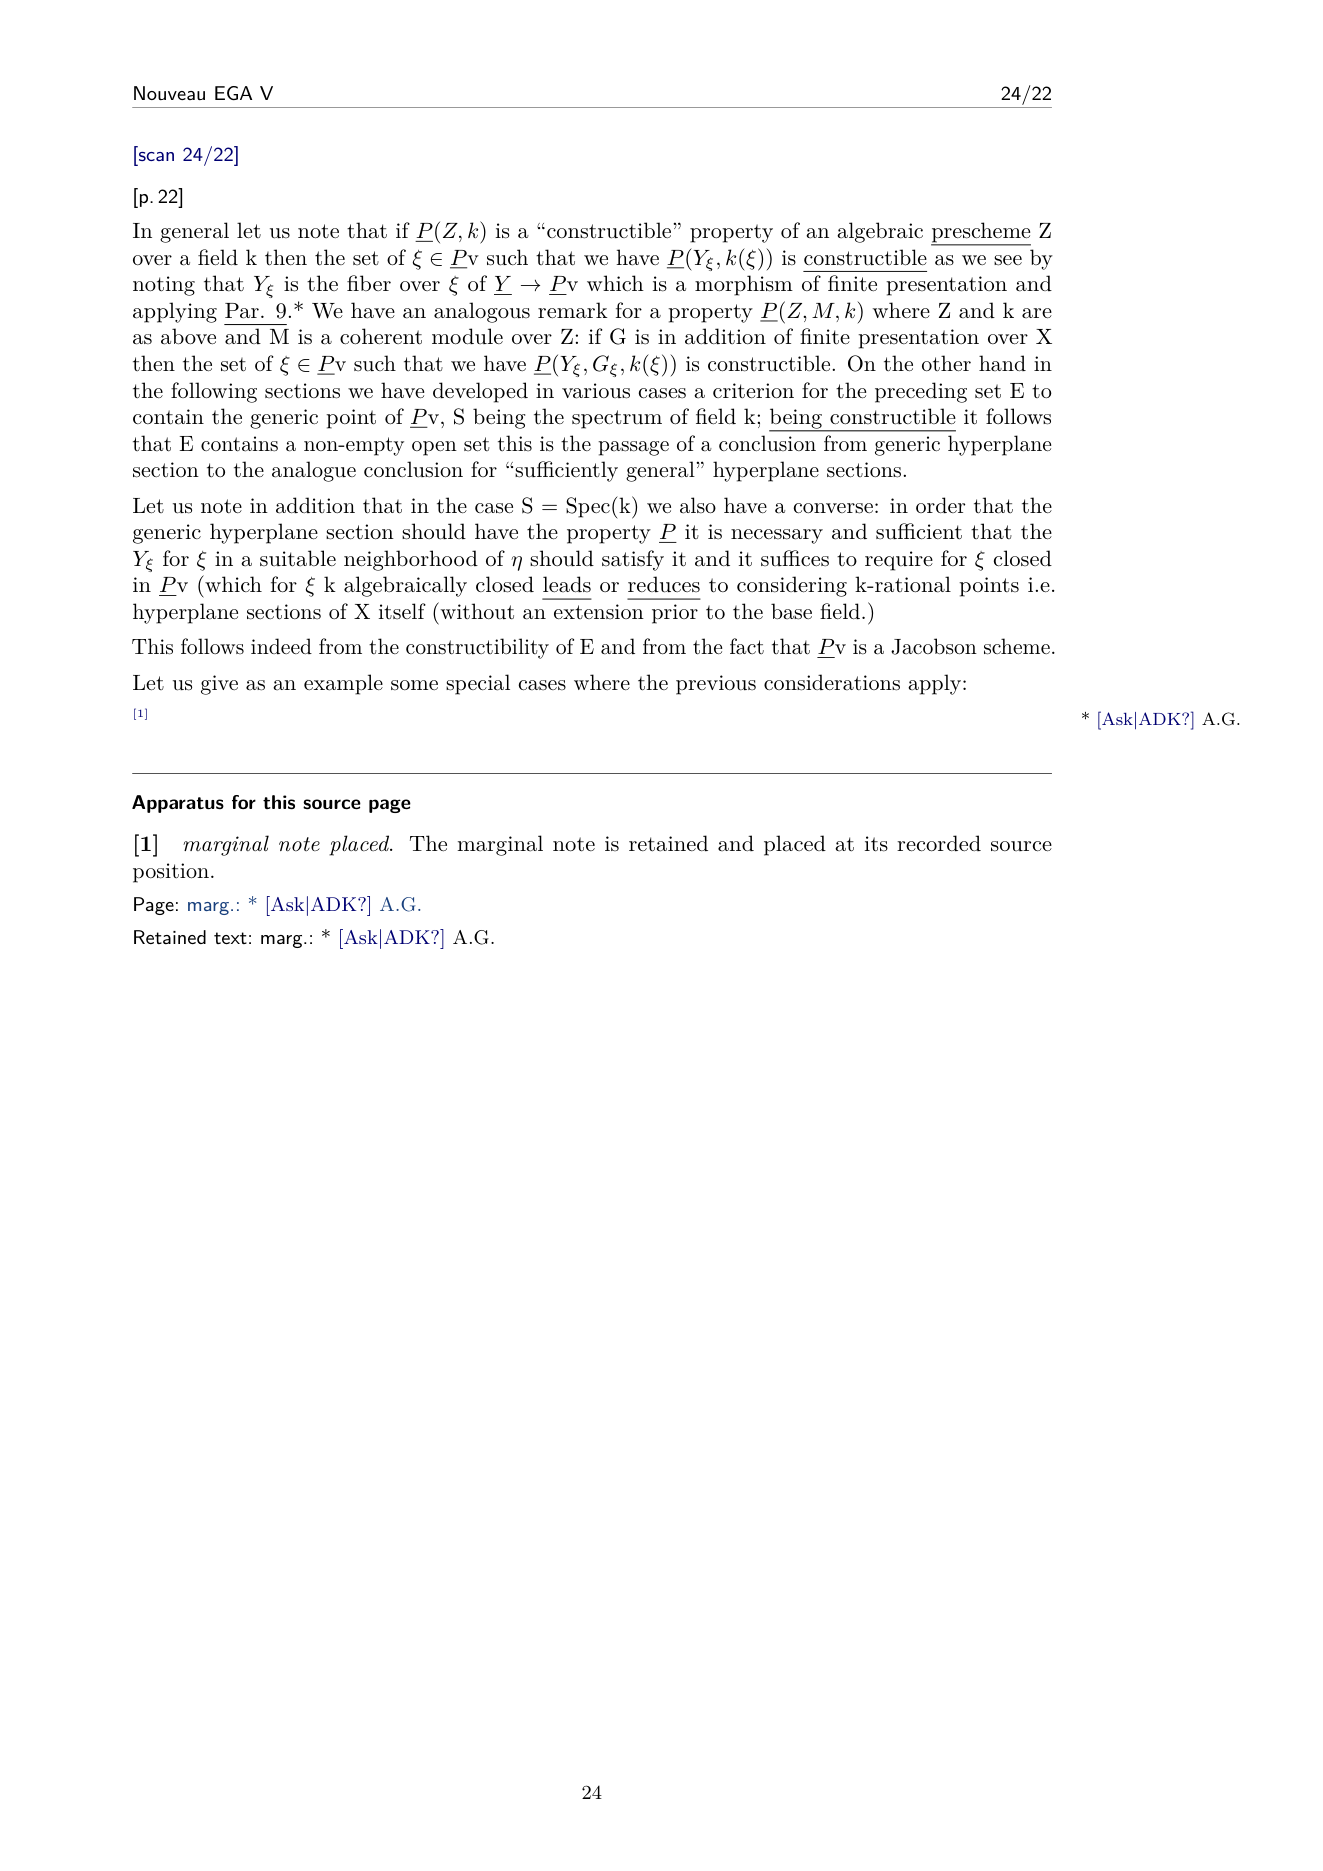 Nouveau EGA V 24/22
[scan 24/22]
[p. 22]
In general let us note that if P(Z, k) is a “constructible” property of an algebraic prescheme Z
over a field k then the set of ξ ∈ Pv such that we have P(Yξ, k(ξ)) is constructible as we see by
noting that Yξ is the fiber over ξ of Y → Pv which is a morphism of finite presentation and
applying Par. 9.* We have an analogous remark for a property P(Z, M, k) where Z and k are
as above and M is a coherent module over Z: if G is in addition of finite presentation over X
then the set of ξ ∈ Pv such that we have P(Yξ, Gξ, k(ξ)) is constructible. On the other hand in
the following sections we have developed in various cases a criterion for the preceding set E to
contain the generic point of Pv, S being the spectrum of field k; being constructible it follows
that E contains a non-empty open set this is the passage of a conclusion from generic hyperplane
section to the analogue conclusion for “sufficiently general” hyperplane sections.
Let us note in addition that in the case S = Spec(k) we also have a converse: in order that the
generic hyperplane section should have the property P it is necessary and sufficient that the
Yξ for ξ in a suitable neighborhood of η should satisfy it and it suffices to require for ξ closed
in Pv (which for ξ k algebraically closed leads or reduces to considering k-rational points i.e.
hyperplane sections of X itself (without an extension prior to the base field.)
This follows indeed from the constructibility of E and from the fact that Pv is a Jacobson scheme.
Let us give as an example some special cases where the previous considerations apply:
[1] * [Ask|ADK?] A.G.
Apparatus for this source page
[1] marginal note placed. The marginal note is retained and placed at its recorded source
position.
Page: marg.: * [Ask|ADK?] A.G.
Retained text: marg.: * [Ask|ADK?] A.G.
24